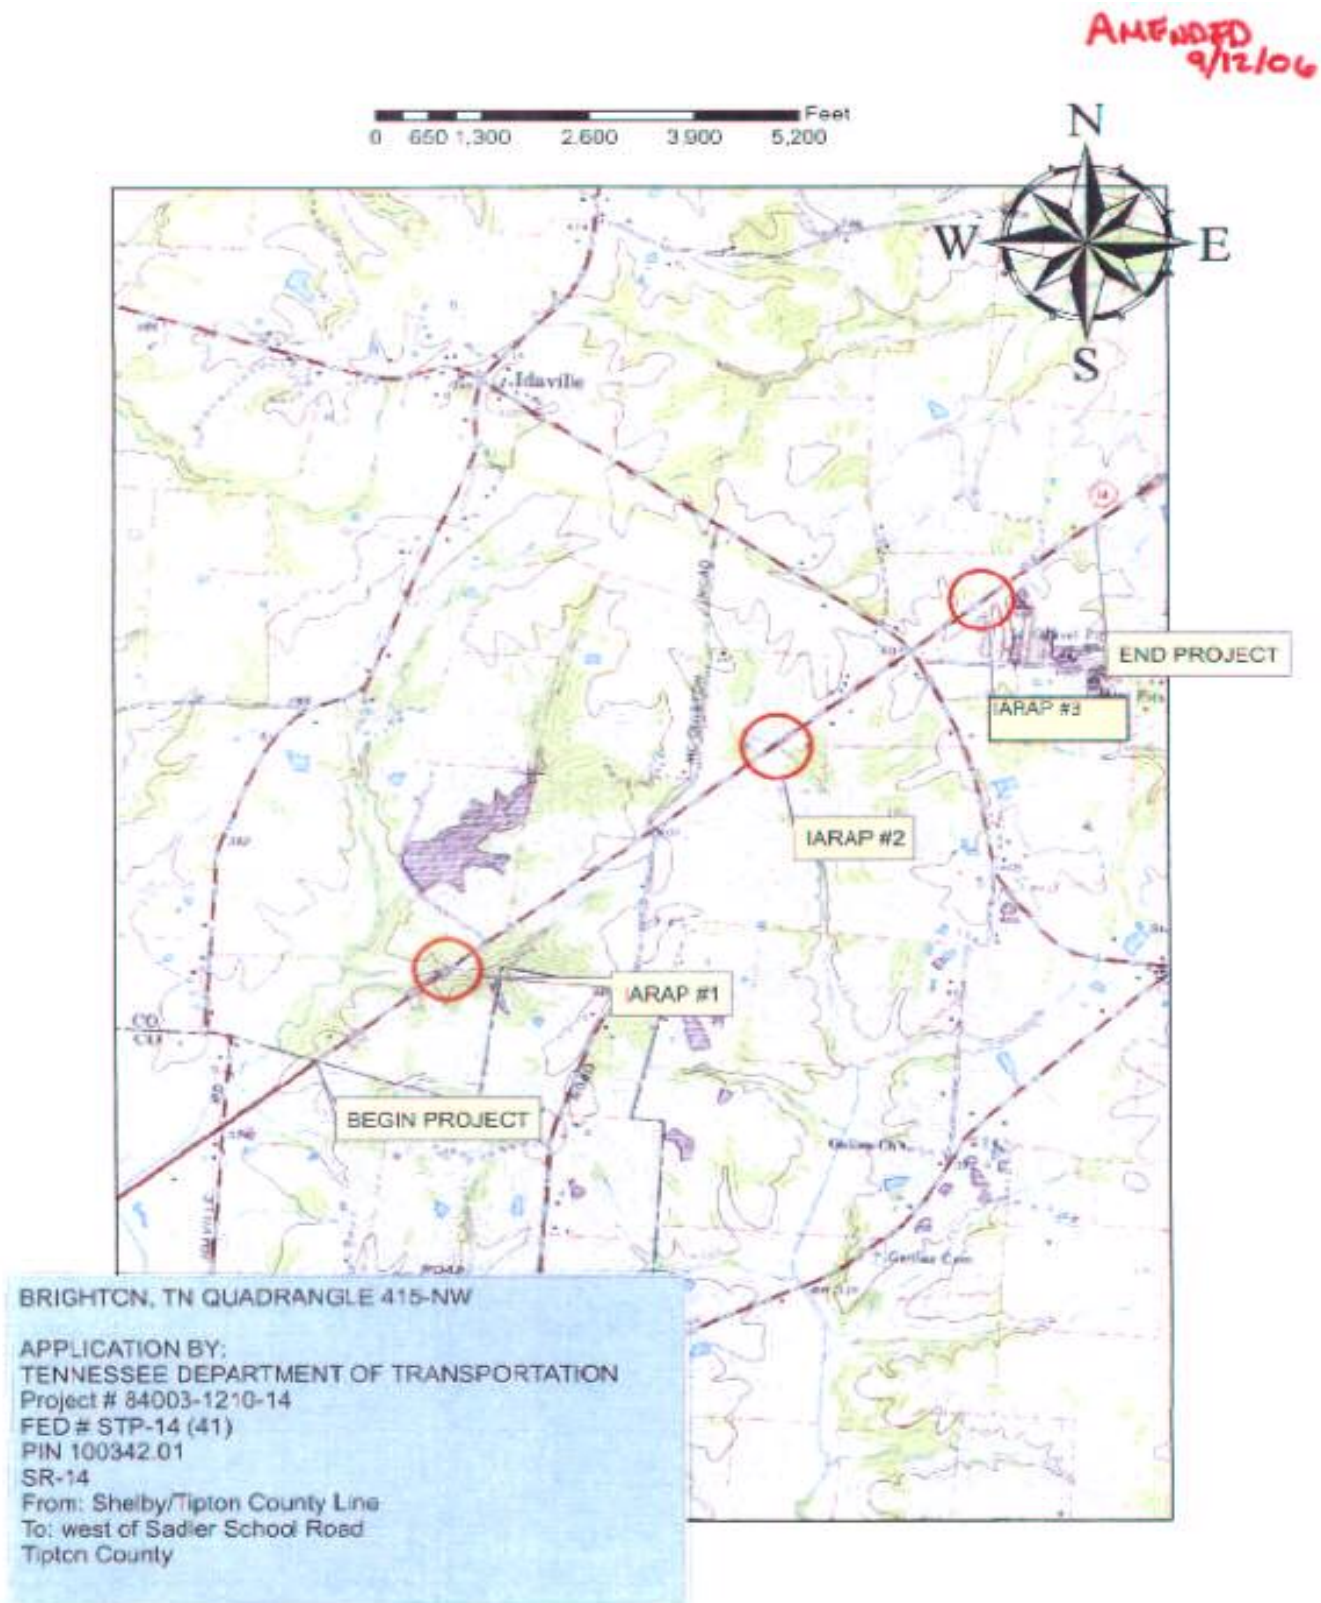 AMENDED
9/12/06
Feet
0 650 1,300 2,600 3,900 5,200
N
W E
S
Idaville
14
END PROJECT
IARAP #3
IARAP #2
IARAP #1
CO
BEGIN PROJECT
BRIGHTON, TN QUADRANGLE 415-NW
APPLICATION BY:
TENNESSEE DEPARTMENT OF TRANSPORTATION
Project # 84003-1210-14
FED # STP-14 (41)
PIN 100342.01
SR-14
From: Shelby/Tipton County Line
To: west of Sadler School Road
Tipton County